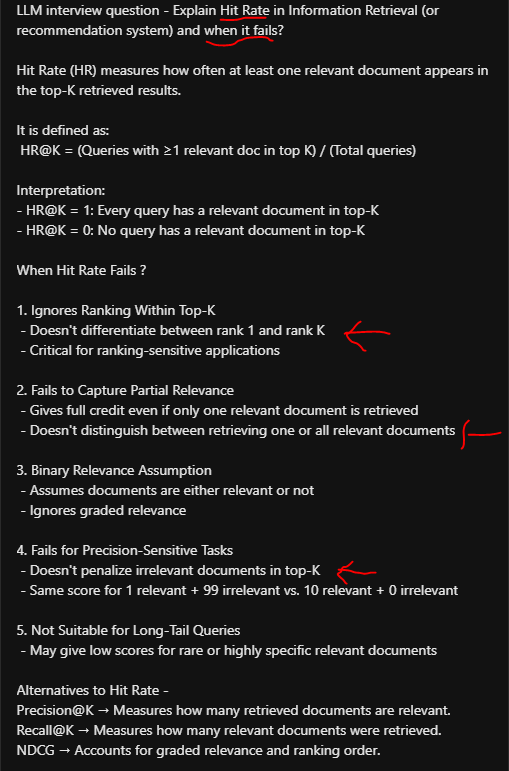 LLM interview question - Explain Hit Rate in Information Retrieval (or
recommendation system) and when it fails?
Hit Rate (HR) measures how often at least one relevant document appears in
the top-K retrieved results.
It is defined as:
HR@K = (Queries with ≥1 relevant doc in top K) / (Total queries)
Interpretation:
- HR@K = 1: Every query has a relevant document in top-K
- HR@K = 0: No query has a relevant document in top-K
When Hit Rate Fails ?
1. Ignores Ranking Within Top-K
- Doesn't differentiate between rank 1 and rank K
- Critical for ranking-sensitive applications
2. Fails to Capture Partial Relevance
- Gives full credit even if only one relevant document is retrieved
- Doesn't distinguish between retrieving one or all relevant documents
3. Binary Relevance Assumption
- Assumes documents are either relevant or not
- Ignores graded relevance
4. Fails for Precision-Sensitive Tasks
- Doesn't penalize irrelevant documents in top-K
- Same score for 1 relevant + 99 irrelevant vs. 10 relevant + 0 irrelevant
5. Not Suitable for Long-Tail Queries
- May give low scores for rare or highly specific relevant documents
Alternatives to Hit Rate -
Precision@K → Measures how many retrieved documents are relevant.
Recall@K → Measures how many relevant documents were retrieved.
NDCG → Accounts for graded relevance and ranking order.